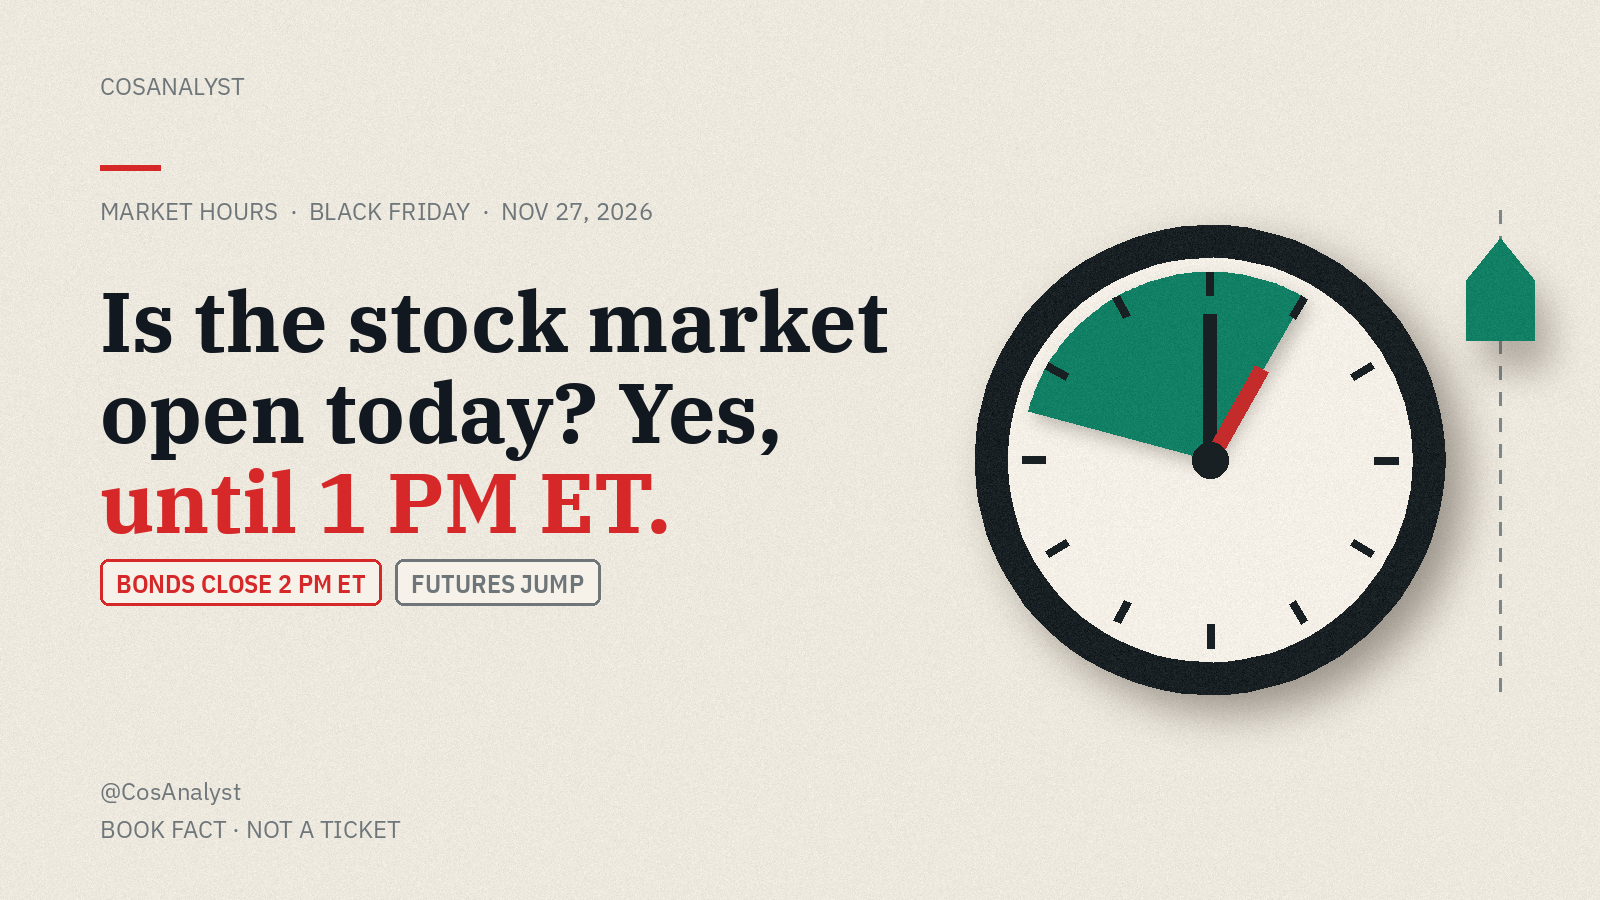 COSANALYST
MARKET HOURS · BLACK FRIDAY · NOV 27, 2026
Is the stock market
open today? Yes,
until 1 PM ET.
BONDS CLOSE 2 PM ET
FUTURES JUMP
@CosAnalyst
BOOK FACT · NOT A TICKET